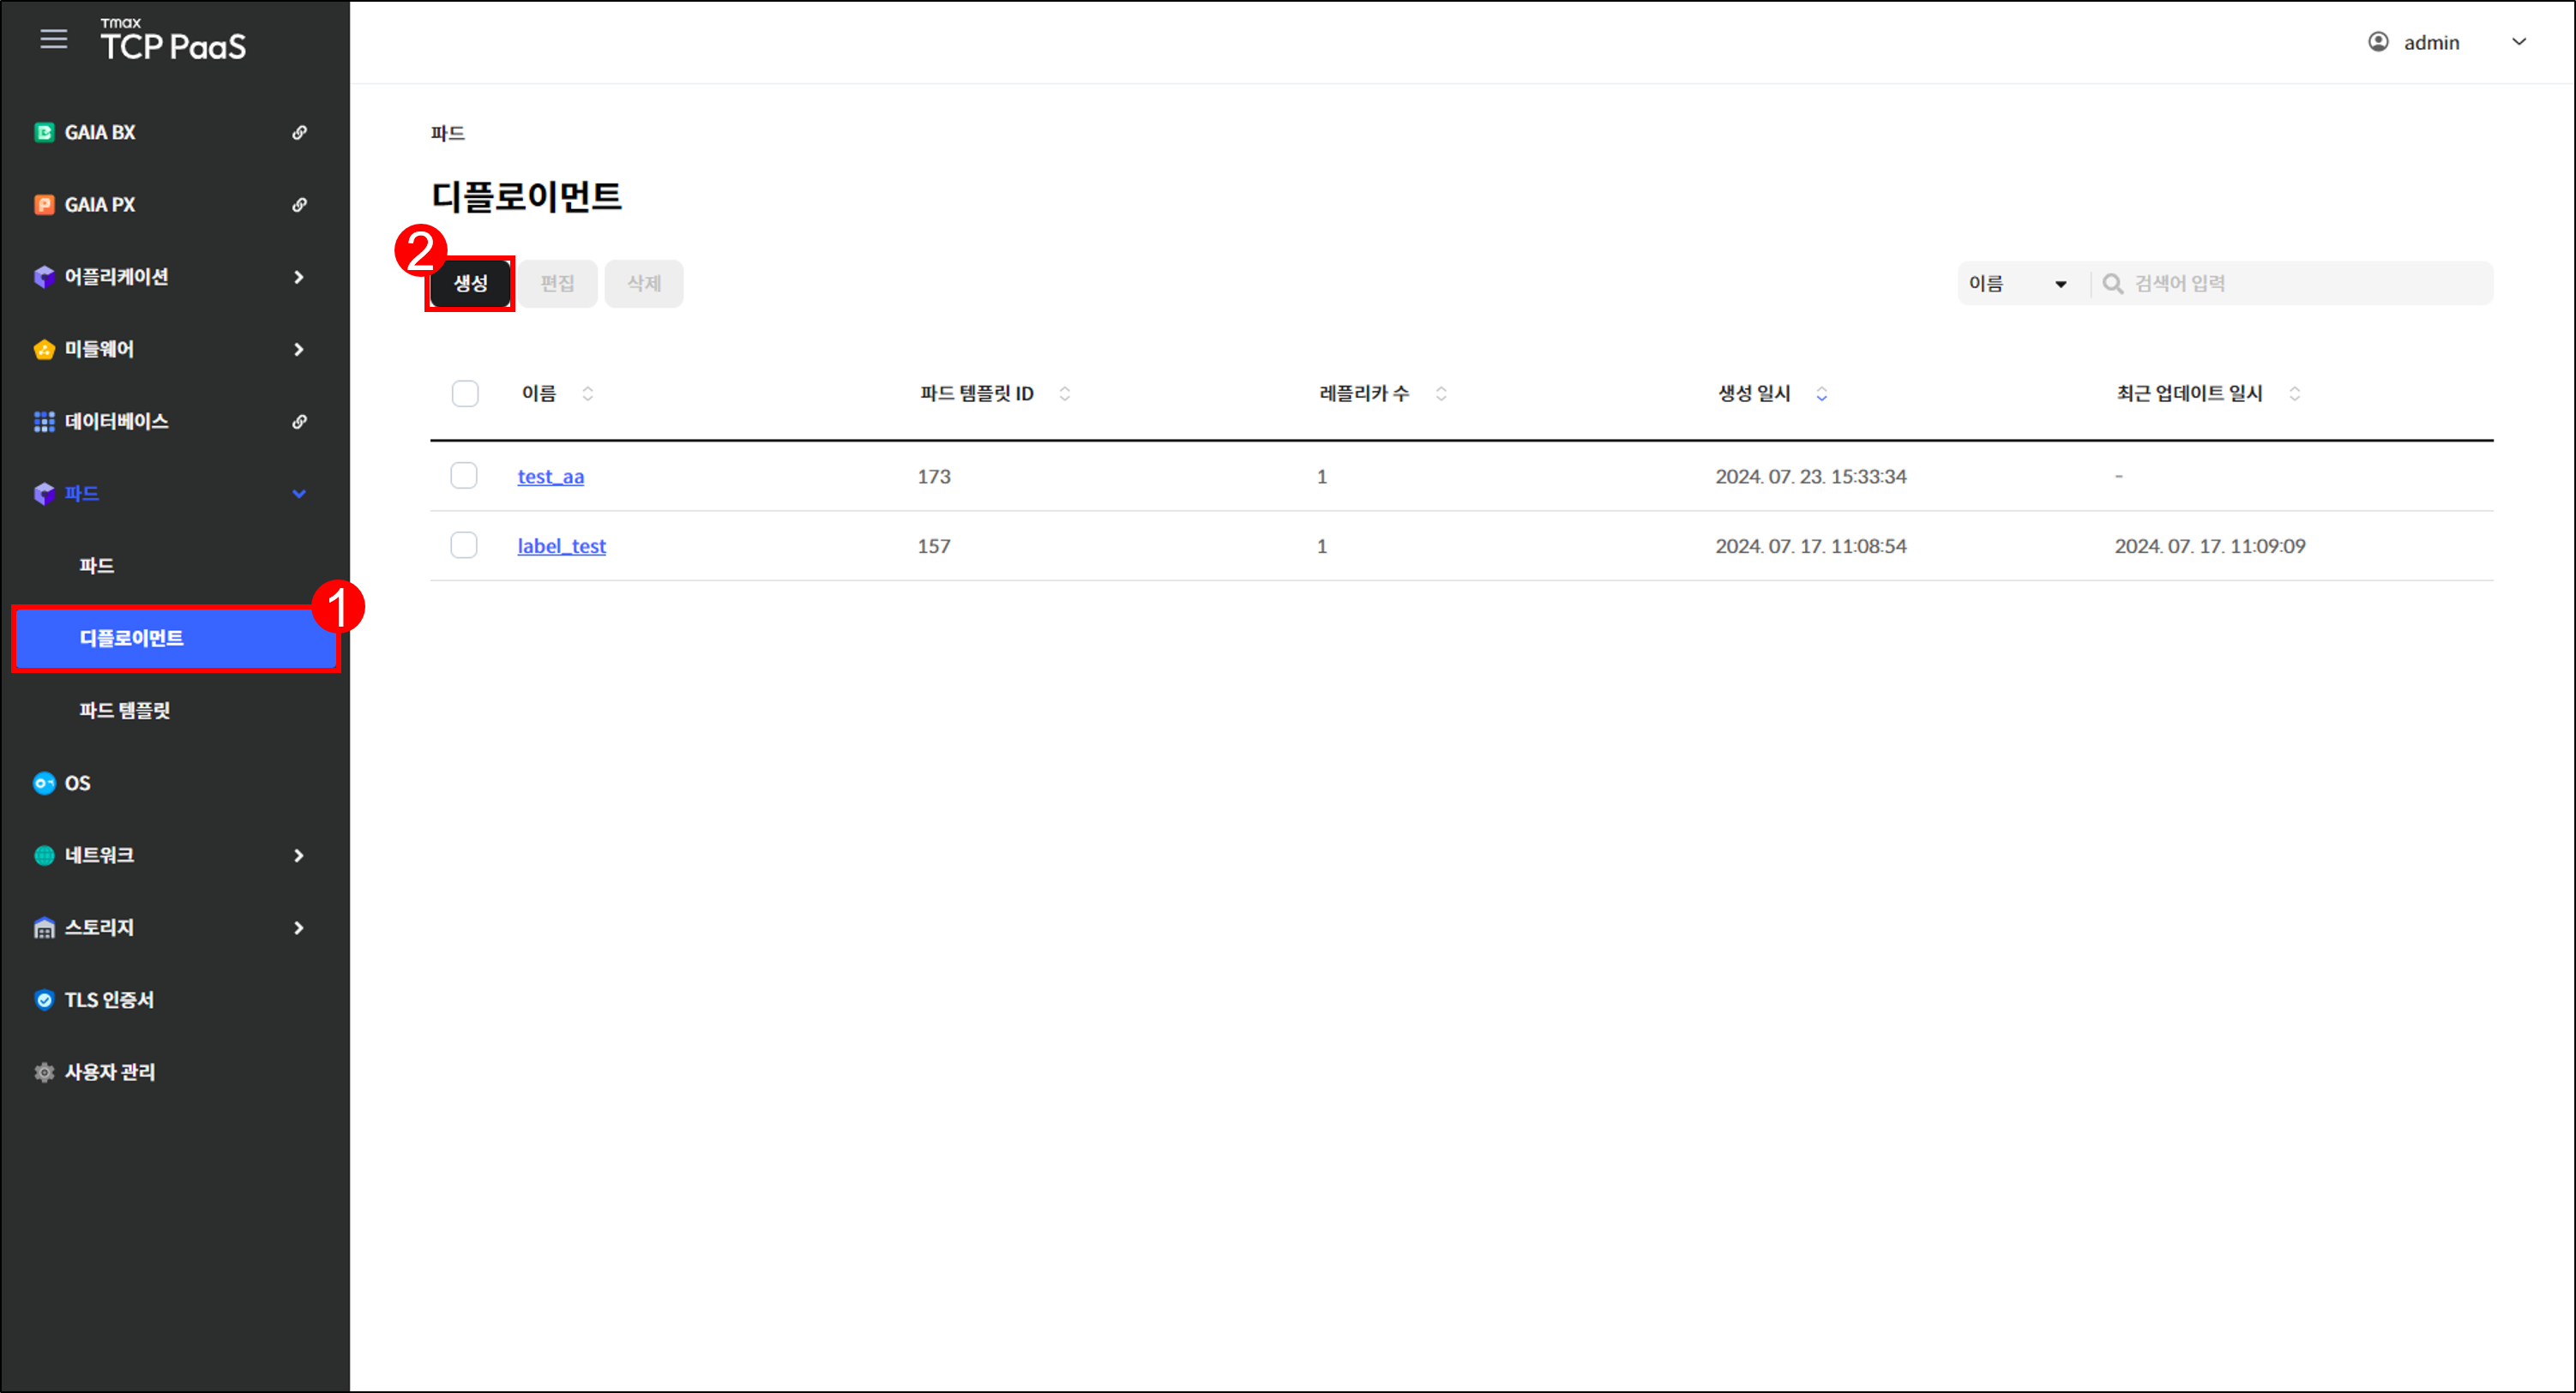 Tmax
TCP PaaS
admin
GAIA BX
GAIA PX
어플리케이션
미들웨어
데이터베이스
파드
파드
1
디플로이먼트
파드 템플릿
OS
네트워크
스토리지
TLS 인증서
사용자 관리
파드
디플로이먼트
2
생성 편집 삭제 이름 검색어 입력
이름 파드 템플릿 ID 레플리카 수 생성 일시 최근 업데이트 일시
test_aa 173 1 2024. 07. 23. 15:33:34 -
label_test 157 1 2024. 07. 17. 11:08:54 2024. 07. 17. 11:09:09